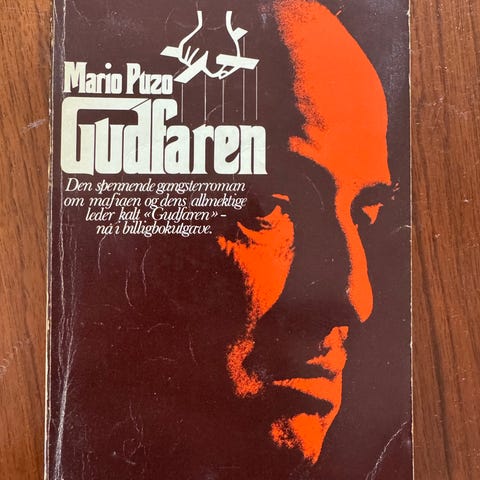 Mario Puzo
Gudfaren
Den spennende gangsterroman
om mafiaen og dens allmektige
leder kalt «Gudfaren» –
nå i billigbokutgave.